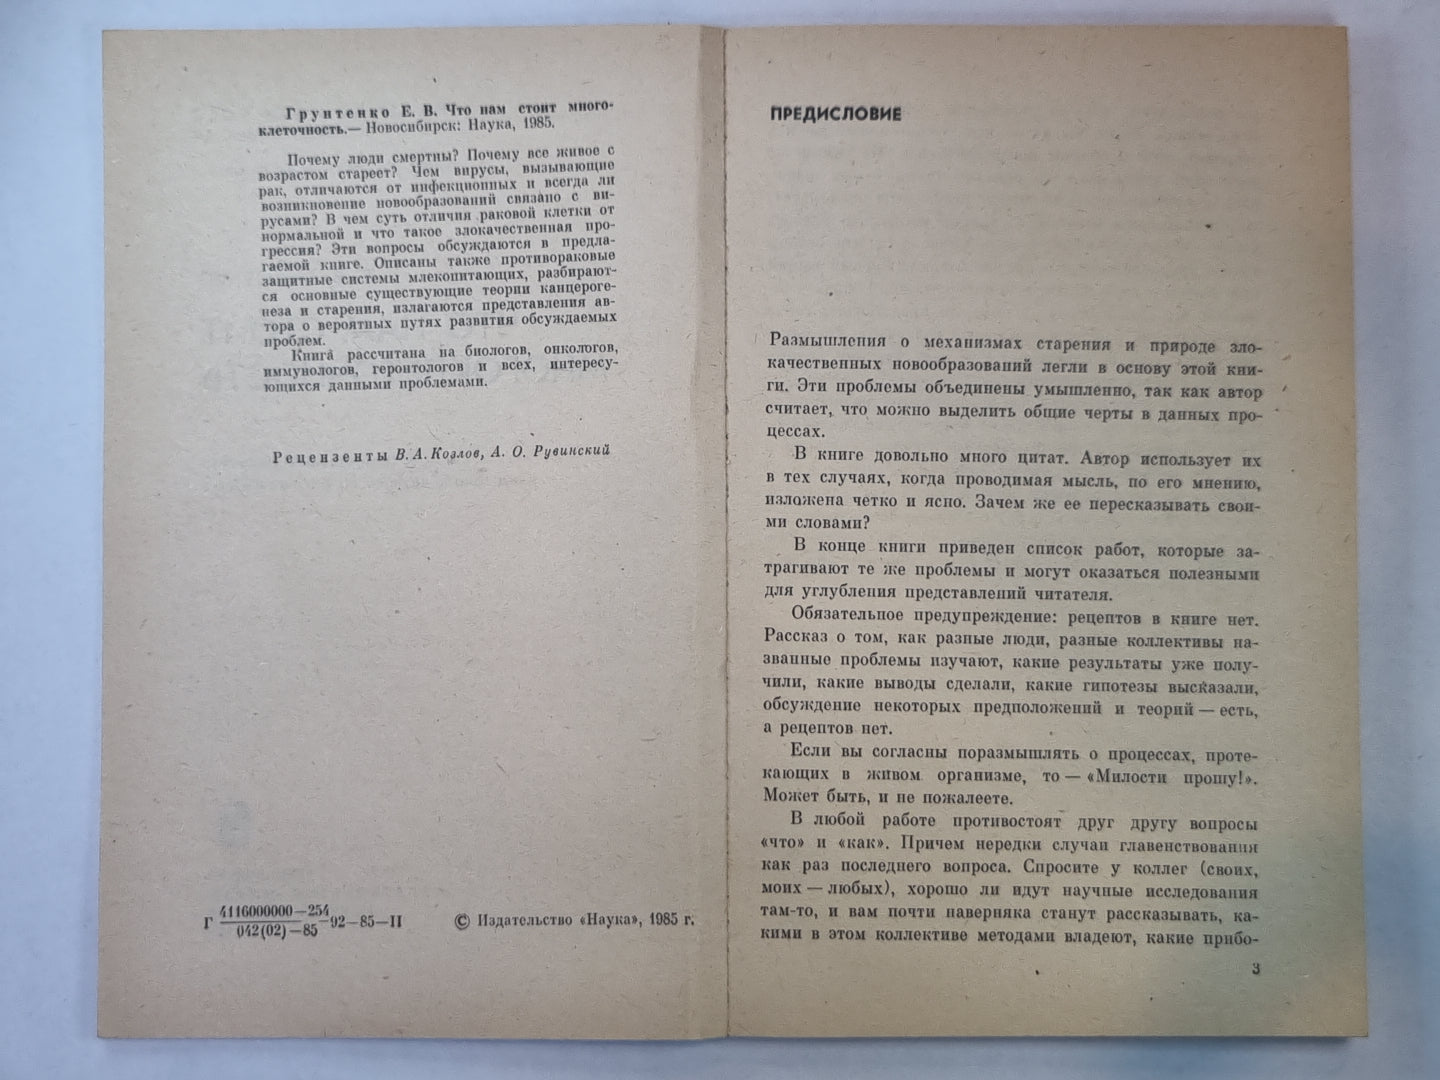 Грунтенко Е. В. Что нам стоит много-
клеточность.— Новосибирск: Наука, 1985.
Почему люди смертны? Почему все живое с
возрастом стареет? Чем вирусы, вызывающие
рак, отличаются от инфекционных и всегда ли
возникновение новообразований связано с ви-
русами? В чем суть отличия раковой клетки от
нормальной и что такое злокачественная про-
грессия? Эти вопросы обсуждаются в предла-
гаемой книге. Описаны также противораковые
защитные системы млекопитающих, разбирают-
ся основные существующие теории канцероге-
неза и старения, излагаются представления ав-
тора о вероятных путях развития обсуждаемых
проблем.
Книга рассчитана на биологов, онкологов,
иммунологов, геронтологов и всех, интересу-
ющихся данными проблемами.
Рецензенты В. А. Козлов, А. О. Рувинский
Г 4116000000—254
042(02)—85 92—85—II
© Издательство «Наука», 1985 г.
ПРЕДИСЛОВИЕ
Размышления о механизмах старения и природе зло-
качественных новообразований легли в основу этой кни-
ги. Эти проблемы объединены умышленно, так как автор
считает, что можно выделить общие черты в данных про-
цессах.
В книге довольно много цитат. Автор использует их
в тех случаях, когда проводимая мысль, по его мнению,
изложена четко и ясно. Зачем же ее пересказывать свои-
ми словами?
В конце книги приведен список работ, которые за-
трагивают те же проблемы и могут оказаться полезными
для углубления представлений читателя.
Обязательное предупреждение: рецептов в книге нет.
Рассказ о том, как разные люди, разные коллективы на-
званные проблемы изучают, какие результаты уже полу-
чили, какие выводы сделали, какие гипотезы высказали,
обсуждение некоторых предположений и теорий — есть,
а рецептов нет.
Если вы согласны поразмышлять о процессах, проте-
кающих в живом организме, то — «Милости прошу!».
Может быть, и не пожалеете.
В любой работе противостоят друг другу вопросы
«что» и «как». Причем нередки случаи главенствования
как раз последнего вопроса. Спросите у коллег (своих,
моих — любых), хорошо ли идут научные исследования
там-то, и вам почти наверняка станут рассказывать, ка-
кими в этом коллективе методами владеют, какие прибо-
3